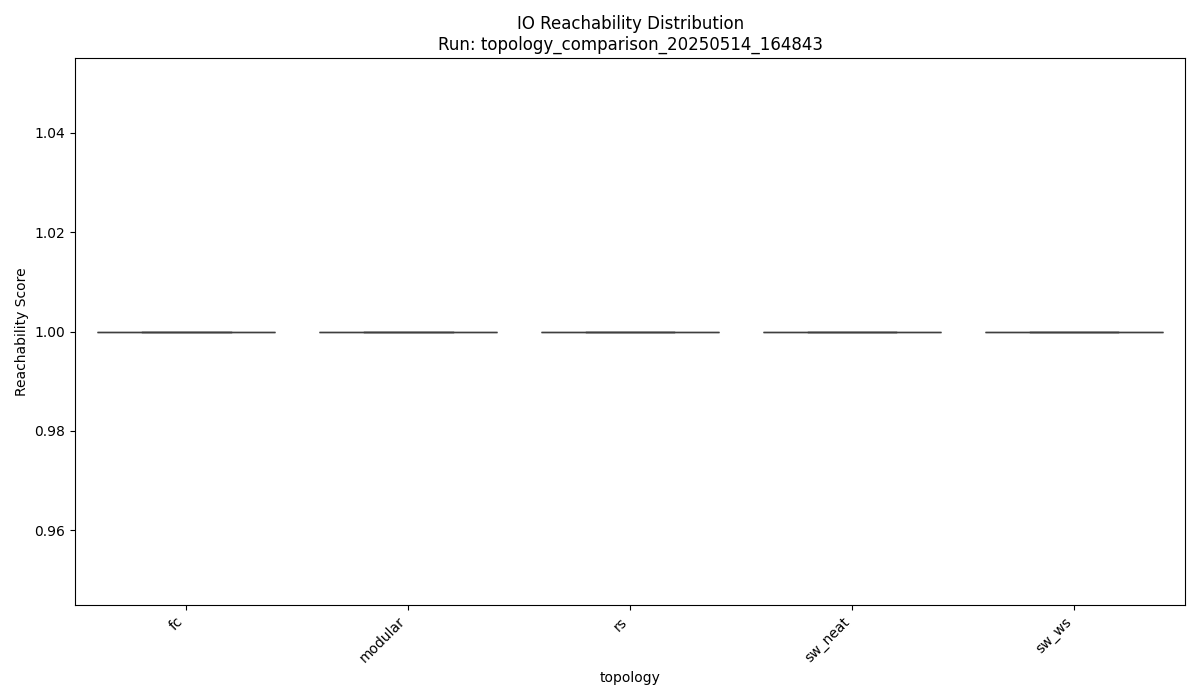 IO Reachability Distribution
Run: topology_comparison_20250514_164843
Reachability Score
1.04
1.02
1.00
0.98
0.96
fc
modular
rs
sw_neat
sw_ws
topology